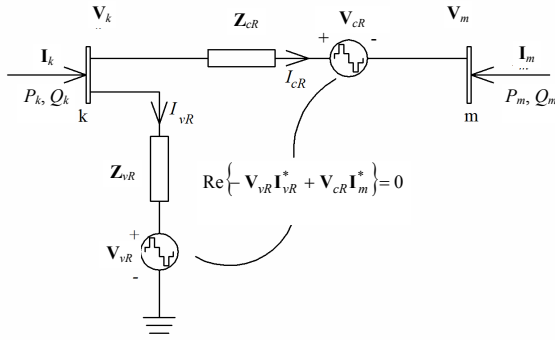 V_k
Z_cR
V_cR
V_m
I_k
+
-
I_m
I_cR
P_k, Q_k
P_m, Q_m
k
I_vR
m
Z_vR
Re{- V_vR I*_vR + V_cR I*_m} = 0
+
V_vR
-